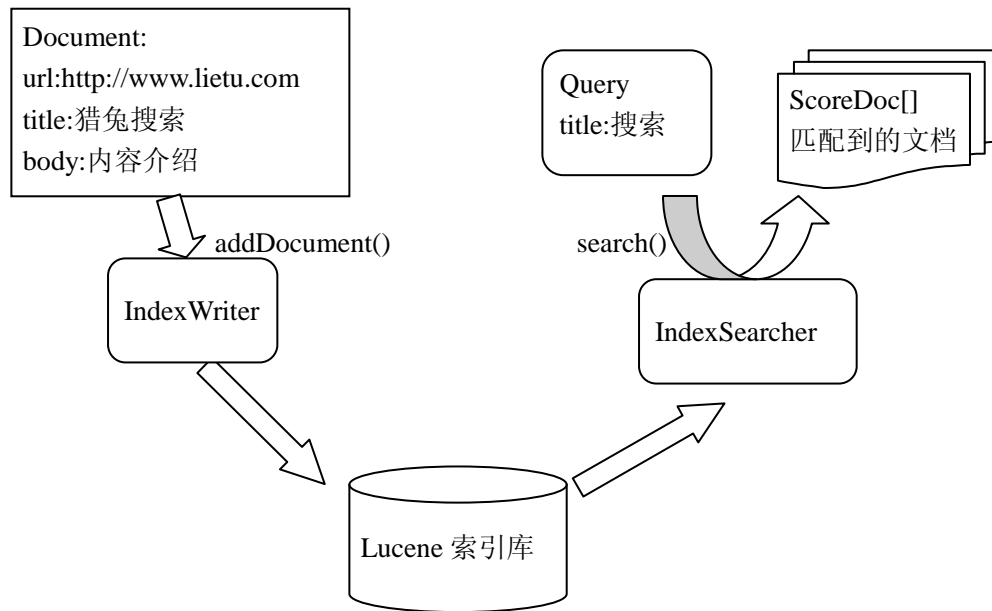 Document:
url:http://www.lietu.com
title:猎兔搜索
body:内容介绍
addDocument()
IndexWriter
Query
title:搜索
ScoreDoc[]
匹配到的文档
search()
IndexSearcher
Lucene 索引库